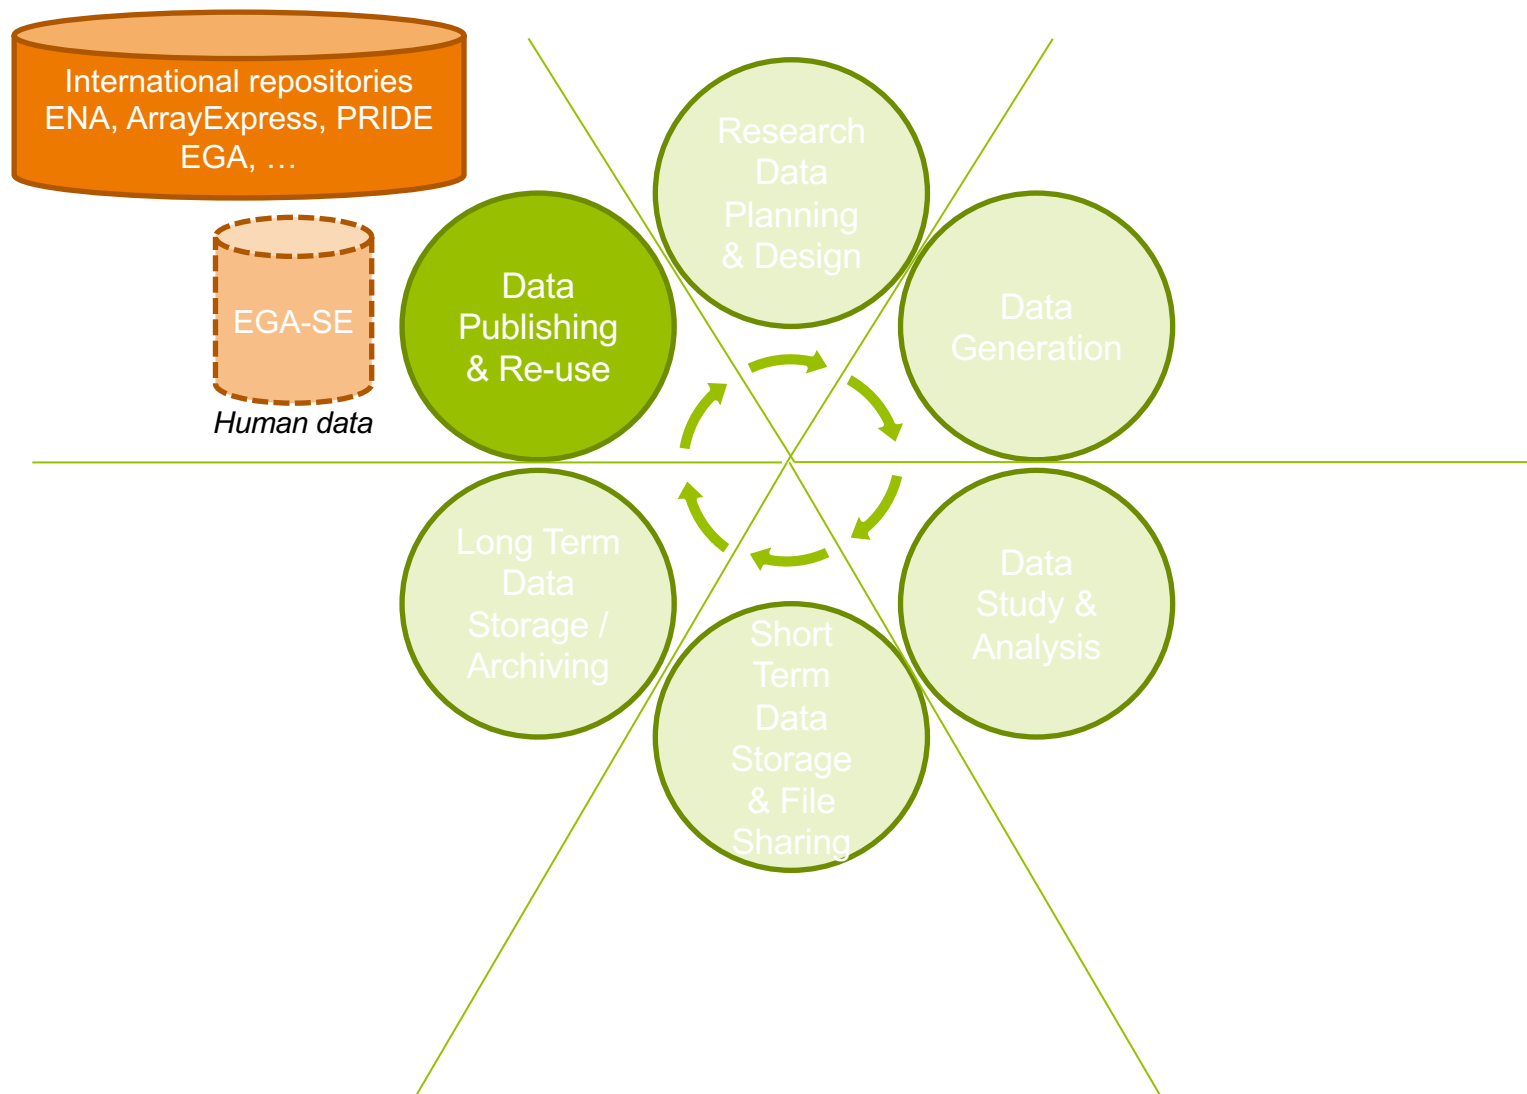 International repositories
ENA, ArrayExpress, PRIDE
EGA, …
EGA-SE
Human data
Data
Publishing
& Re-use
Research
Data
Planning
& Design
Data
Generation
Data
Study &
Analysis
Short
Term
Data
Storage
& File
Sharing
Long Term
Data
Storage /
Archiving